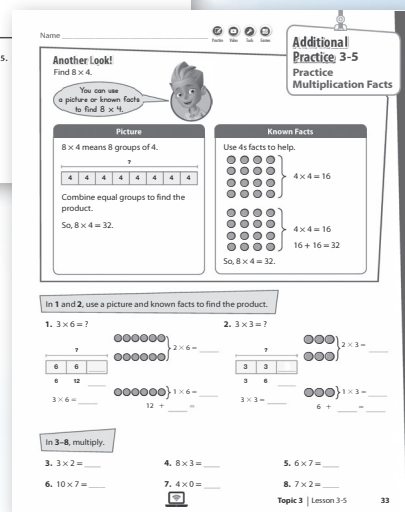 5.
Name
Practice Video Tools Games
Additional
Practice 3-5
Practice
Multiplication Facts
Another Look!
Find 8 × 4.
You can use
a picture or known facts
to find 8 × 4.
Picture
8 × 4 means 8 groups of 4.
?
4 4 4 4 4 4 4 4
Combine equal groups to find the
product.
So, 8 × 4 = 32.
Known Facts
Use 4s facts to help.
4 × 4 = 16
4 × 4 = 16
16 + 16 = 32
So, 8 × 4 = 32.
In 1 and 2, use a picture and known facts to find the product.
1. 3 × 6 = ?
?
6 6
6 12
3 × 6 = ____
2 × 6 = ____
1 × 6 = ____
12 + ____ =
2. 3 × 3 = ?
?
3 3
3 6
3 × 3 = ____
2 × 3 = ____
1 × 3 = ____
6 + ____ = ____
In 3–8, multiply.
3. 3 × 2 = ____
4. 8 × 3 = ____
5. 6 × 7 = ____
6. 10 × 7 = ____
7. 4 × 0 = ____
8. 7 × 2 = ____
Topic 3 | Lesson 3-5 33